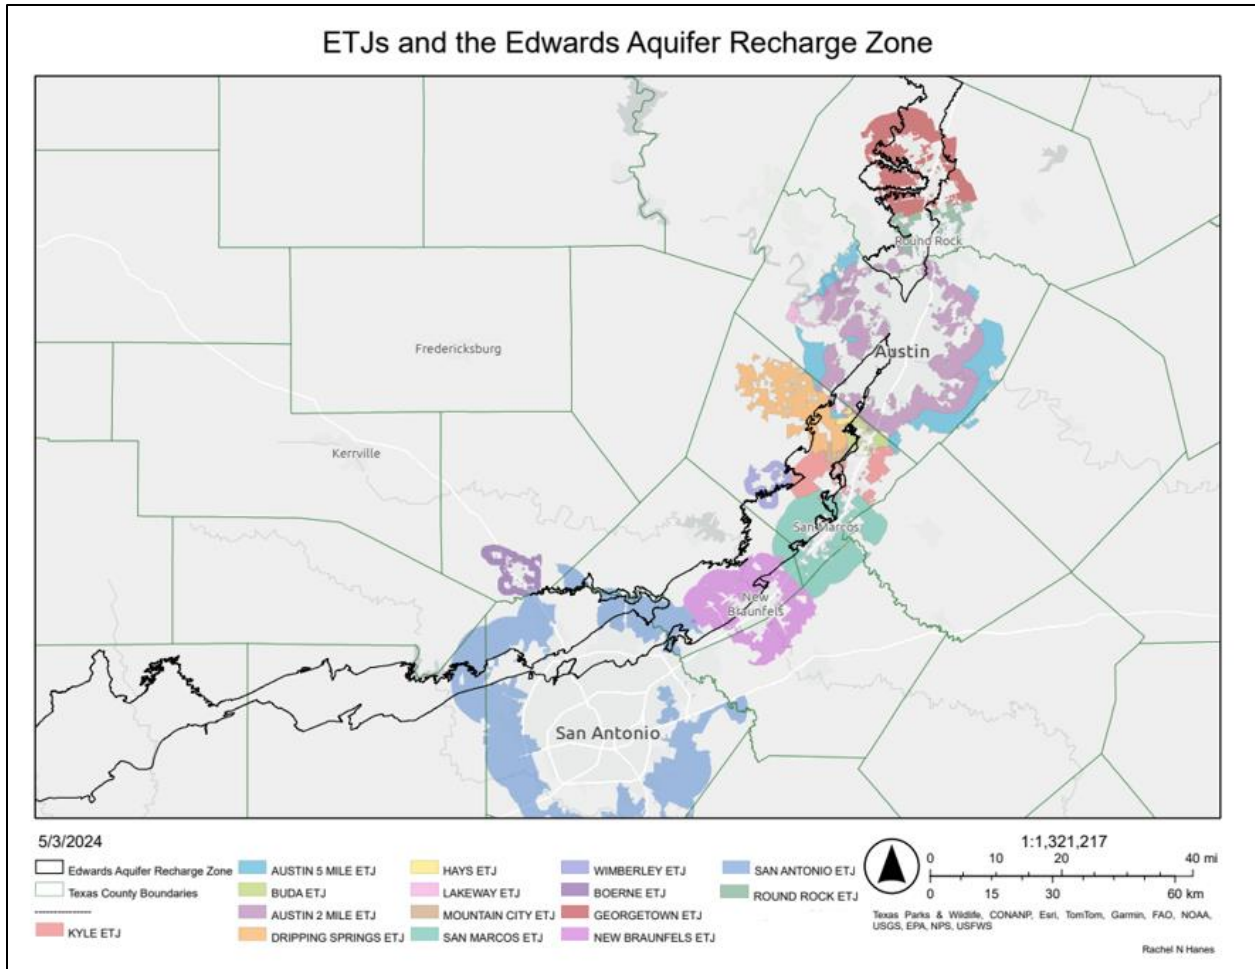 ETJs and the Edwards Aquifer Recharge Zone
Round Rock
Fredericksburg
Austin
Kerrville
San Marcos
New
Braunfels
San Antonio
5/3/2024
Edwards Aquifer Recharge Zone
Texas County Boundaries
KYLE ETJ
AUSTIN 5 MILE ETJ
BUDA ETJ
AUSTIN 2 MILE ETJ
DRIPPING SPRINGS ETJ
HAYS ETJ
LAKEWAY ETJ
MOUNTAIN CITY ETJ
SAN MARCOS ETJ
WIMBERLEY ETJ
BOERNE ETJ
GEORGETOWN ETJ
NEW BRAUNFELS ETJ
SAN ANTONIO ETJ
ROUND ROCK ETJ
1:1,321,217
0 10 20 40 mi
0 15 30 60 km
Texas Parks & Wildlife, CONANP, Esri, TomTom, Garmin, FAO, NOAA,
USGS, EPA, NPS, USFWS
Rachel N Hanes